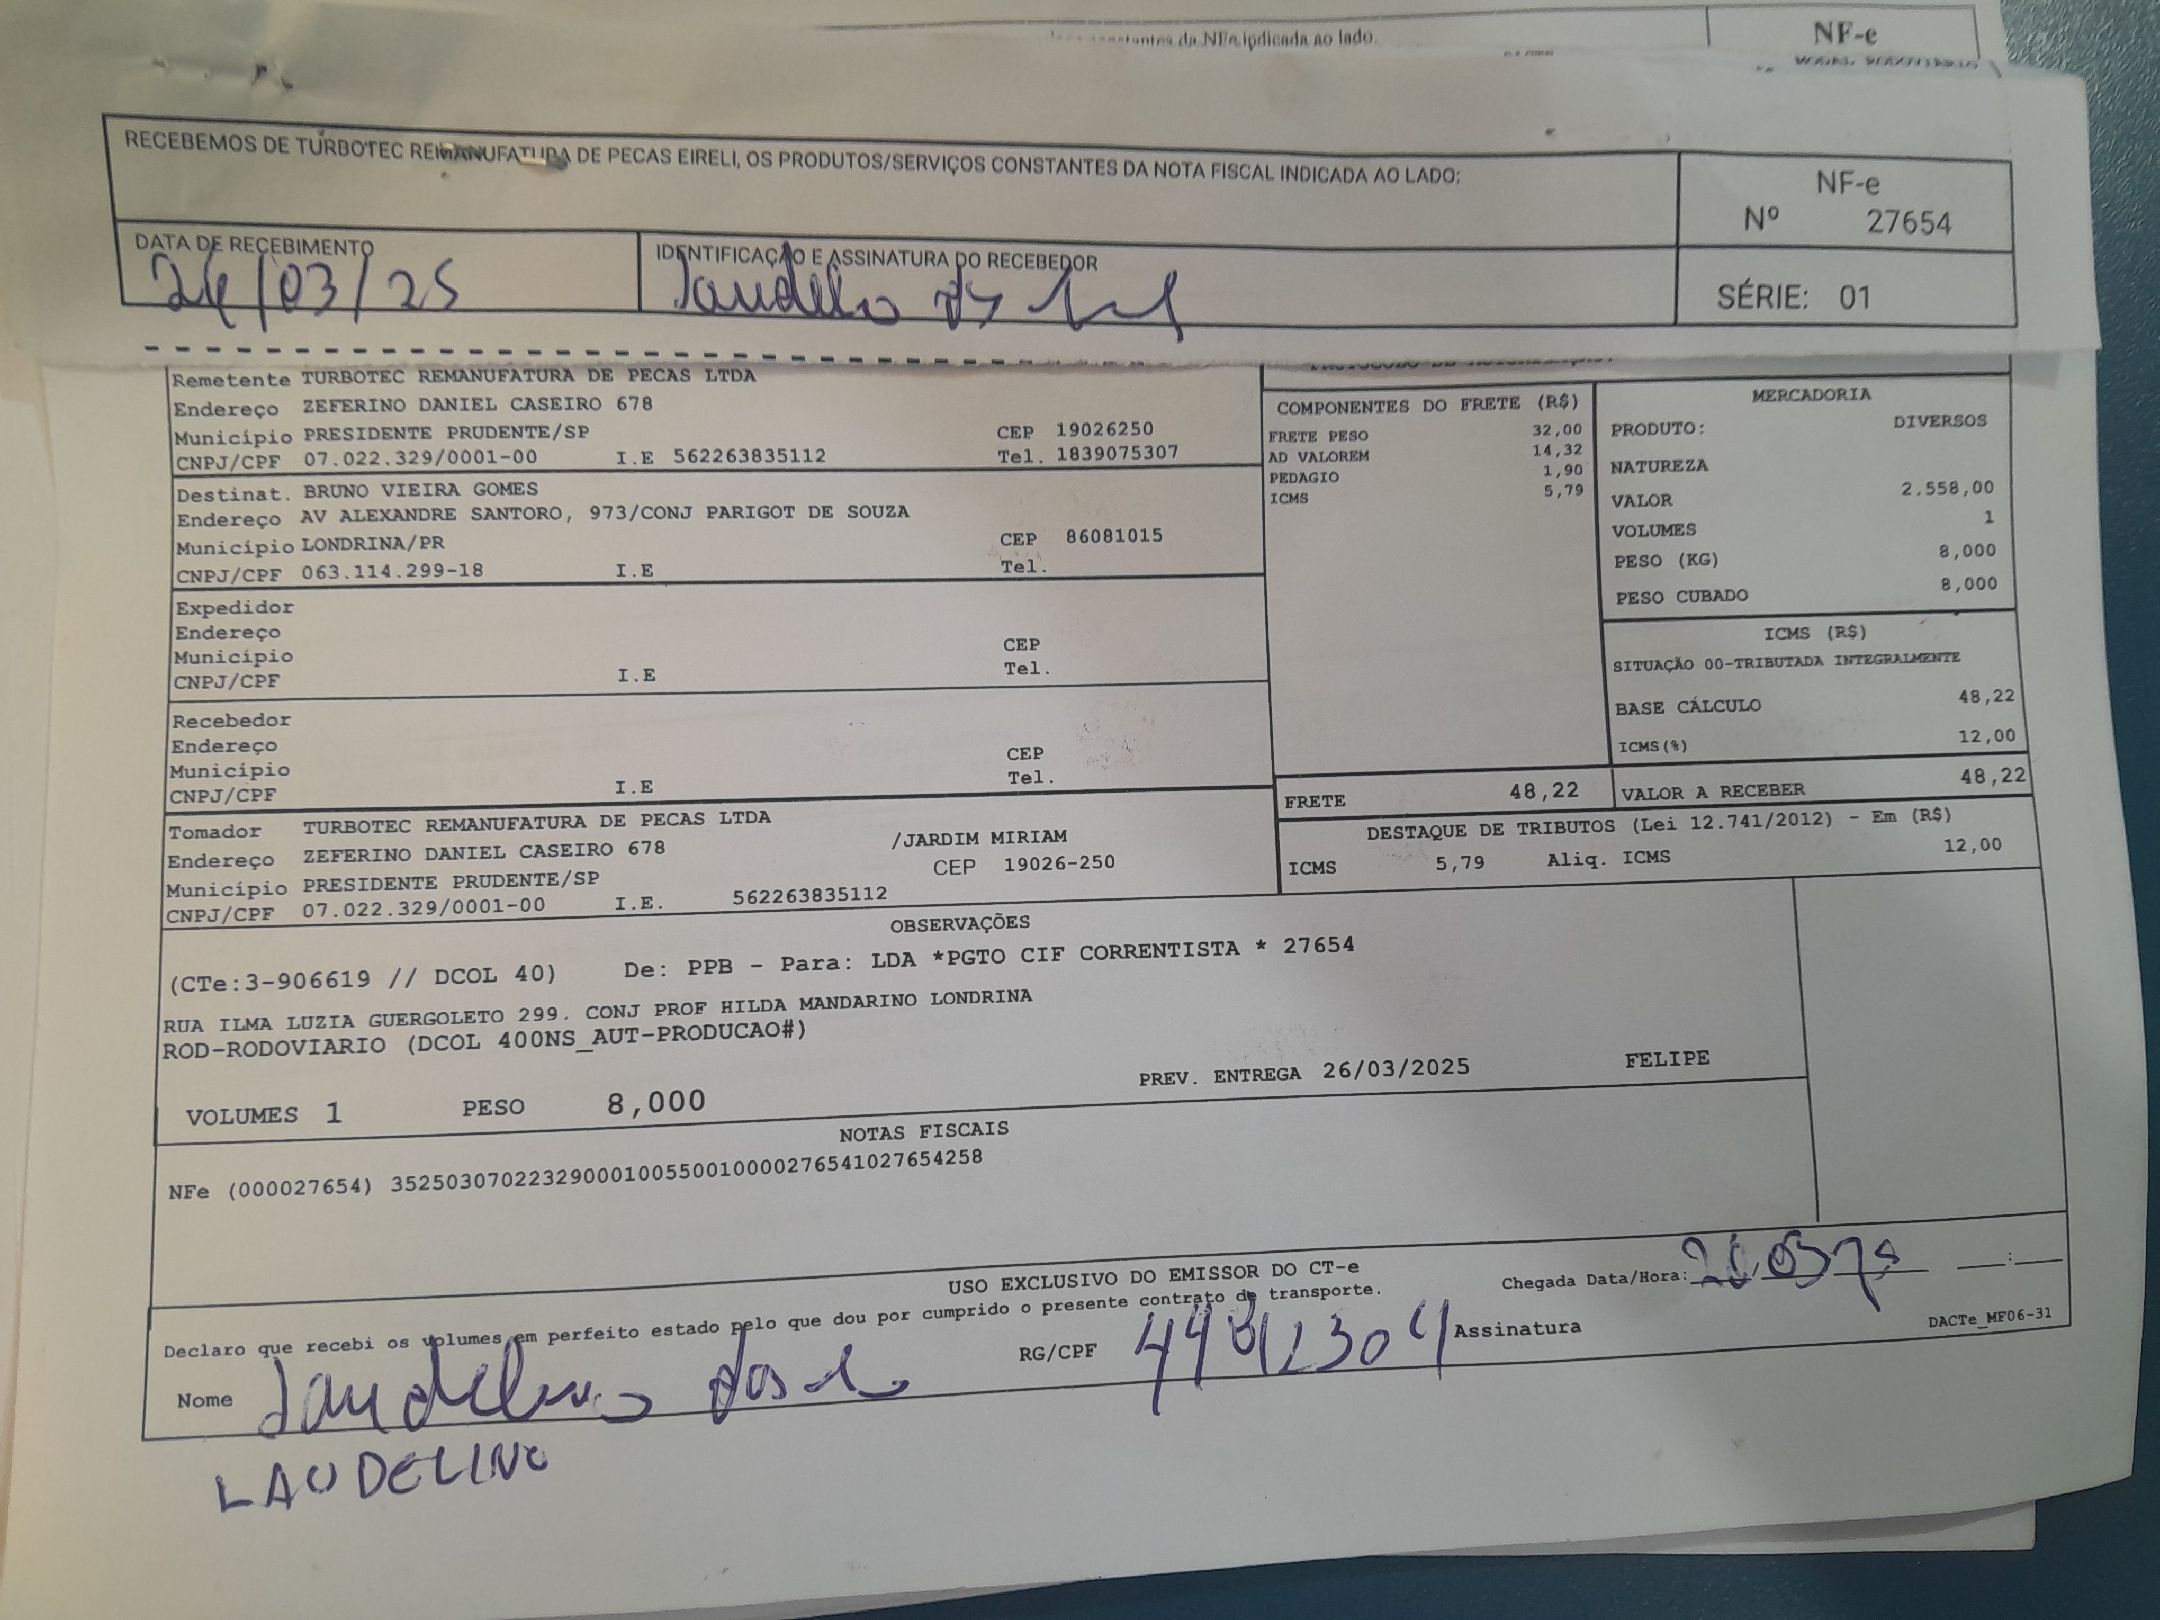 constantes da NFe indicada ao lado.
NF-e
RECEBEMOS DE TURBOTEC REMANUFATURA DE PECAS EIRELI, OS PRODUTOS/SERVIÇOS CONSTANTES DA NOTA FISCAL INDICADA AO LADO;
NF-e
Nº 27654
DATA DE RECEBIMENTO
IDENTIFICAÇÃO E ASSINATURA DO RECEBEDOR
SÉRIE: 01
/03/25
Remetente TURBOTEC REMANUFATURA DE PECAS LTDA
Endereço ZEFERINO DANIEL CASEIRO 678
Município PRESIDENTE PRUDENTE/SP CEP 19026250
CNPJ/CPF 07.022.329/0001-00 I.E 562263835112 Tel. 1839075307
Destinat. BRUNO VIEIRA GOMES
Endereço AV ALEXANDRE SANTORO, 973/CONJ PARIGOT DE SOUZA
Município LONDRINA/PR CEP 86081015
CNPJ/CPF 063.114.299-18 I.E Tel.
Expedidor
Endereço
Município CEP
CNPJ/CPF I.E Tel.
Recebedor
Endereço
Município CEP
CNPJ/CPF I.E Tel.
Tomador TURBOTEC REMANUFATURA DE PECAS LTDA
Endereço ZEFERINO DANIEL CASEIRO 678 /JARDIM MIRIAM
Município PRESIDENTE PRUDENTE/SP CEP 19026-250
CNPJ/CPF 07.022.329/0001-00 I.E. 562263835112
COMPONENTES DO FRETE (R$)
FRETE PESO 32,00
AD VALOREM 14,32
PEDAGIO 1,90
ICMS 5,79
MERCADORIA
PRODUTO: DIVERSOS
NATUREZA
VALOR 2.558,00
VOLUMES 1
PESO (KG) 8,000
PESO CUBADO 8,000
ICMS (R$)
SITUAÇÃO 00-TRIBUTADA INTEGRALMENTE
BASE CÁLCULO 48,22
ICMS(%) 12,00
FRETE 48,22 VALOR A RECEBER 48,22
DESTAQUE DE TRIBUTOS (Lei 12.741/2012) - Em (R$)
ICMS 5,79 Aliq. ICMS 12,00
OBSERVAÇÕES
(CTe:3-906619 // DCOL 40) De: PPB - Para: LDA *PGTO CIF CORRENTISTA * 27654
RUA ILMA LUZIA GUERGOLETO 299. CONJ PROF HILDA MANDARINO LONDRINA
ROD-RODOVIARIO (DCOL 400NS_AUT-PRODUCAO#)
VOLUMES 1 PESO 8,000 PREV. ENTREGA 26/03/2025 FELIPE
NOTAS FISCAIS
NFe (000027654) 35250307022329000100550010000276541027654258
USO EXCLUSIVO DO EMISSOR DO CT-e
Declaro que recebi os volumes em perfeito estado pelo que dou por cumprido o presente contrato de transporte.
Chegada Data/Hora:
Nome RG/CPF Assinatura
DACTe_MF06-31
LAUDELINO